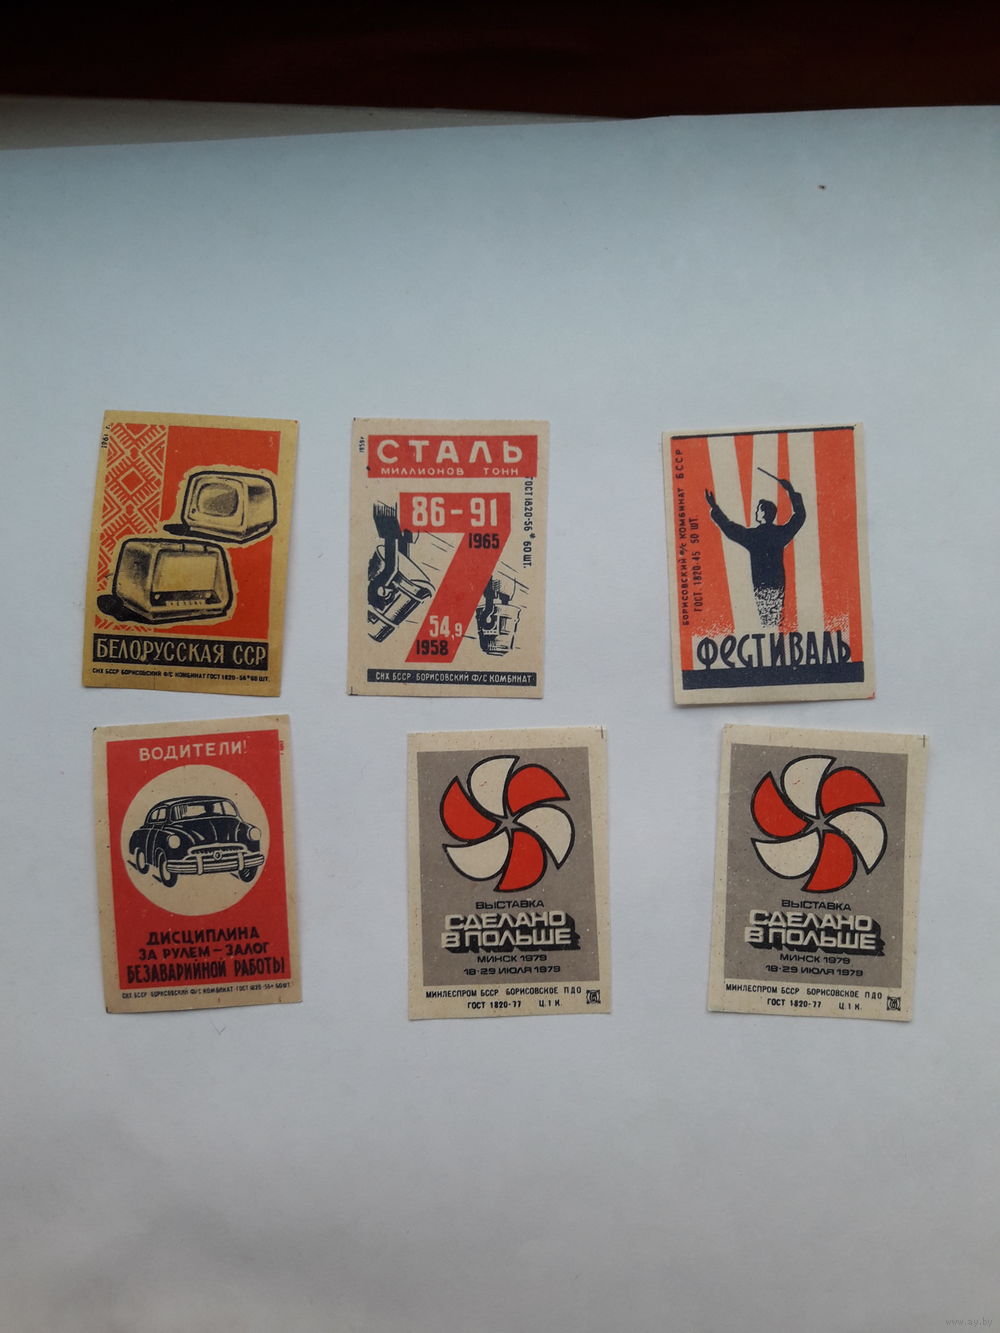 1961 г.
БЕЛОРУССКАЯ ССР
СНХ БССР БОРИСОВСКИЙ Ф/С КОМБИНАТ ГОСТ 1820-56*60 ШТ.
1959г
СТАЛЬ
МИЛЛИОНОВ ТОНН
86-91
1965
7
54,9
1958
ГОСТ 1820-56* 60 ШТ.
СНХ БССР-БОРИСОВСКИЙ Ф/С КОМБИНАТ
БОРИСОВСКИЙ Ф/С КОМБИНАТ БССР
ГОСТ. 1820-45 50 ШТ
ФЕСТИВАЛЬ
ВОДИТЕЛИ!
ДИСЦИПЛИНА
ЗА РУЛЕМ-ЗАЛОГ
БЕЗАВАРИЙНОЙ РАБОТЫ
СНХ БССР БОРИСОВСКИЙ Ф/С КОМБИНАТ ГОСТ 1820-56* 60 ШТ.
ВЫСТАВКА
СДЕЛАНО
В ПОЛЬШЕ
МИНСК 1979
18-29 ИЮЛЯ 1979
МИНЛЕСПРОМ БССР БОРИСОВСКОЕ ПДО
ГОСТ 1820-77 Ц. 1 К.
ВЫСТАВКА
СДЕЛАНО
В ПОЛЬШЕ
МИНСК 1979
18-29 ИЮЛЯ 1979
МИНЛЕСПРОМ БССР БОРИСОВСКОЕ ПДО
ГОСТ 1820-77 Ц. 1 К.
www.ay.by